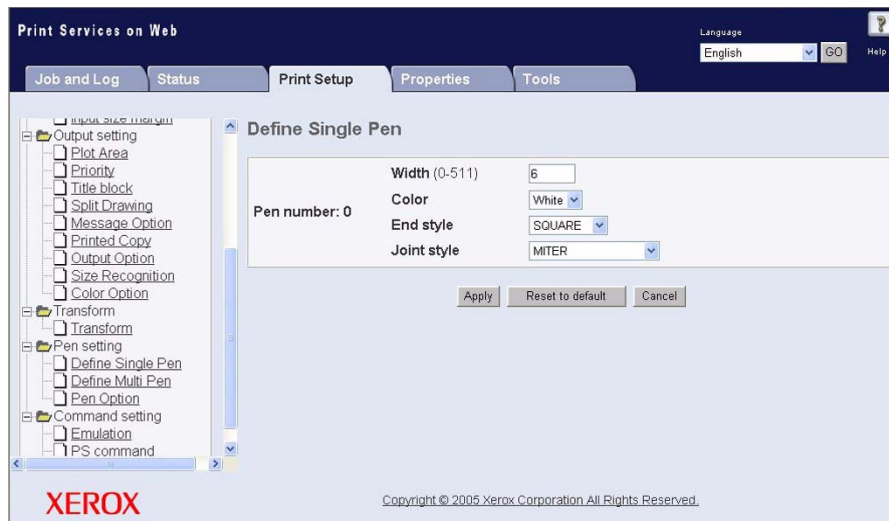 Print Services on Web
Language
English
GO
?
Help
Job and Log
Status
Print Setup
Properties
Tools
Input size margin
Output setting
Plot Area
Priority
Title block
Split Drawing
Message Option
Printed Copy
Output Option
Size Recognition
Color Option
Transform
Transform
Pen setting
Define Single Pen
Define Multi Pen
Pen Option
Command setting
Emulation
PS command
Define Single Pen
Pen number: 0
Width (0-511) 6
Color White
End style SQUARE
Joint style MITER
Apply
Reset to default
Cancel
XEROX
Copyright © 2005 Xerox Corporation All Rights Reserved.